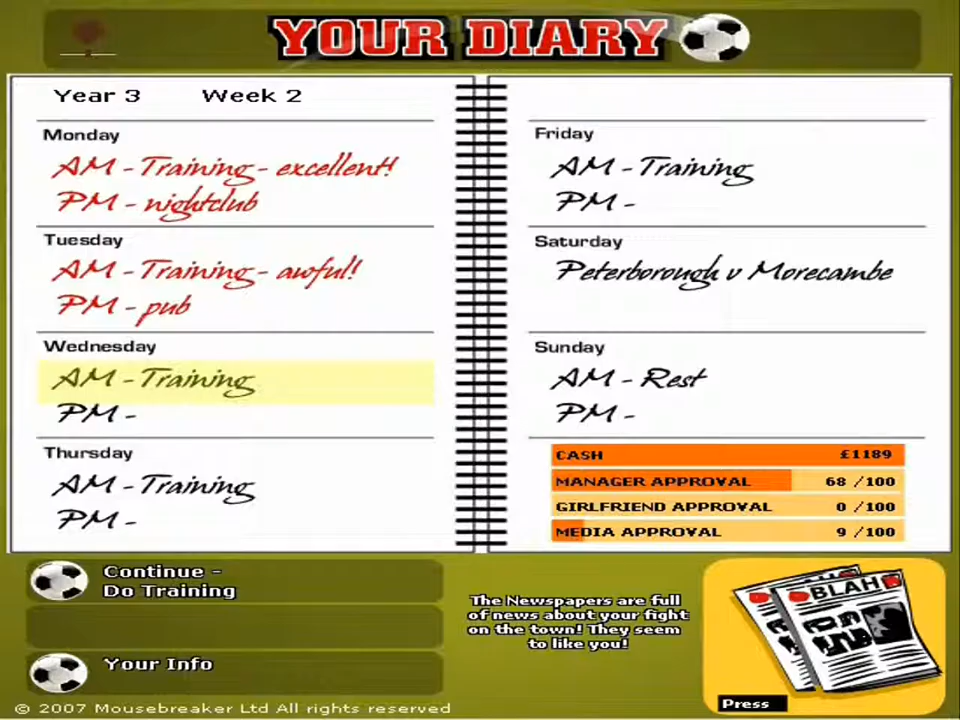 YOUR DIARY
Year 3 Week 2
Monday
AM - Training - excellent!
PM - nightclub
Tuesday
AM - Training - awful!
PM - pub
Wednesday
AM - Training
PM -
Thursday
AM - Training
PM -
Friday
AM - Training
PM -
Saturday
Peterborough v Morecambe
Sunday
AM - Rest
PM -
CASH £1189
MANAGER APPROVAL 68 /100
GIRLFRIEND APPROVAL 0 /100
MEDIA APPROVAL 9 /100
Continue -
Do Training
Your Info
The Newspapers are full
of news about your fight
on the town! They seem
to like you!
BLAH
Press
© 2007 Mousebreaker Ltd All rights reserved